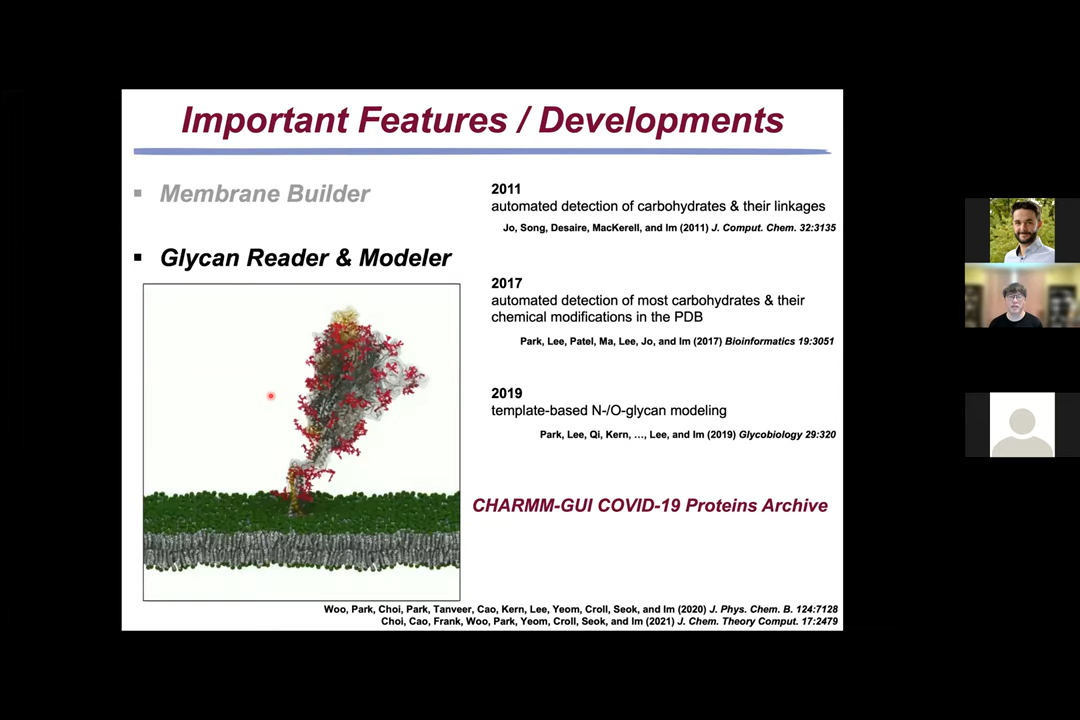 Important Features / Developments
▪ Membrane Builder
▪ Glycan Reader & Modeler
2011
automated detection of carbohydrates & their linkages
Jo, Song, Desaire, MacKerell, and Im (2011) J. Comput. Chem. 32:3135
2017
automated detection of most carbohydrates & their
chemical modifications in the PDB
Park, Lee, Patel, Ma, Lee, Jo, and Im (2017) Bioinformatics 19:3051
2019
template-based N-/O-glycan modeling
Park, Lee, Qi, Kern, ..., Lee, and Im (2019) Glycobiology 29:320
CHARMM-GUI COVID-19 Proteins Archive
Woo, Park, Choi, Park, Tanveer, Cao, Kern, Lee, Yeom, Croll, Seok, and Im (2020) J. Phys. Chem. B. 124:7128
Choi, Cao, Frank, Woo, Park, Yeom, Croll, Seok, and Im (2021) J. Chem. Theory Comput. 17:2479